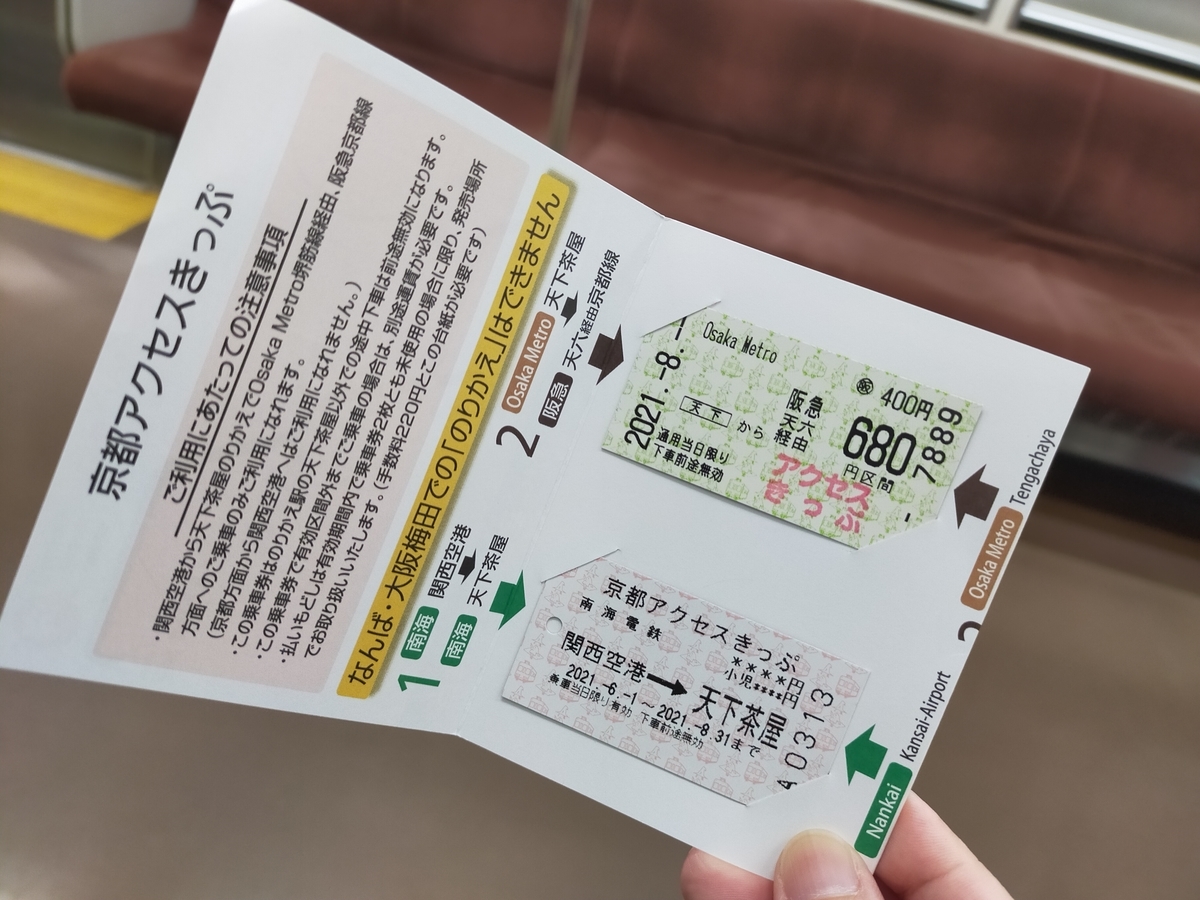 京都アクセスきっぷ
ご利用にあたっての注意事項
・関西空港から天下茶屋のりかえでOsaka Metro堺筋線経由、阪急京都線
方面へのご乗車のみご利用になれます。
(京都方面から関西空港へはご利用になれません。)
・この乗車券はのりかえ駅の天下茶屋以外での途中下車は前途無効になります。
・この乗車券で有効区間外までご乗車の場合は、別途運賃が必要です。
・払いもどしは有効期間内で乗車券2枚とも未使用の場合に限り、発売場所
でお取り扱いいたします。(手数料220円とこの台紙が必要です)
なんば・大阪梅田での「のりかえ」はできません
1
南海 関西空港
南海 天下茶屋
2
Osaka Metro 天下茶屋
阪急 天六経由京都線
Osaka Metro
2021.-8.-
天下 から
阪急
天六
経由
400円
680
円区間
通用当日限り
下車前途無効
アクセス
きっぷ
7889
京都アクセスきっぷ
南海電鉄
****円
小児****円
関西空港→天下茶屋
2021.-6.-1～2021.-8.31まで
乗車当日限り有効 下車前途無効
A0313
Nankai Kansai-Airport
Osaka Metro Tengachaya